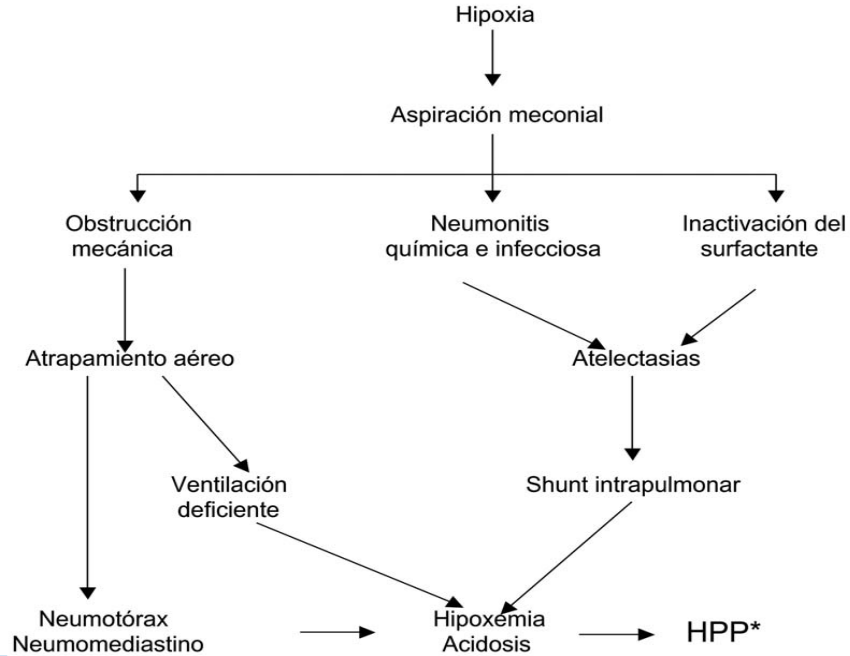 Hipoxia
Aspiración meconial
Obstrucción
mecánica
Neumonitis
química e infecciosa
Inactivación del
surfactante
Atrapamiento aéreo
Atelectasias
Ventilación
deficiente
Shunt intrapulmonar
Neumotórax
Neumomediastino
Hipoxemia
Acidosis
HPP*